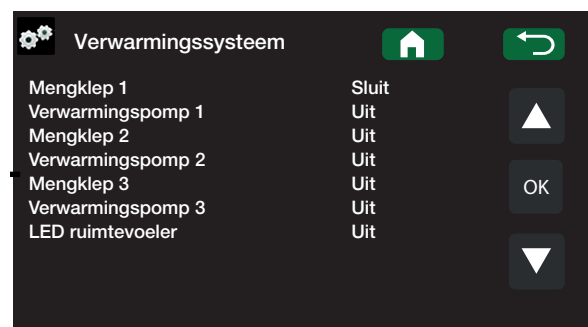 Verwarmingssysteem
Mengklep 1 Sluit
Verwarmingspomp 1 Uit
Mengklep 2 Uit
Verwarmingspomp 2 Uit
Mengklep 3 Uit
Verwarmingspomp 3 Uit
LED ruimtevoeler Uit
OK